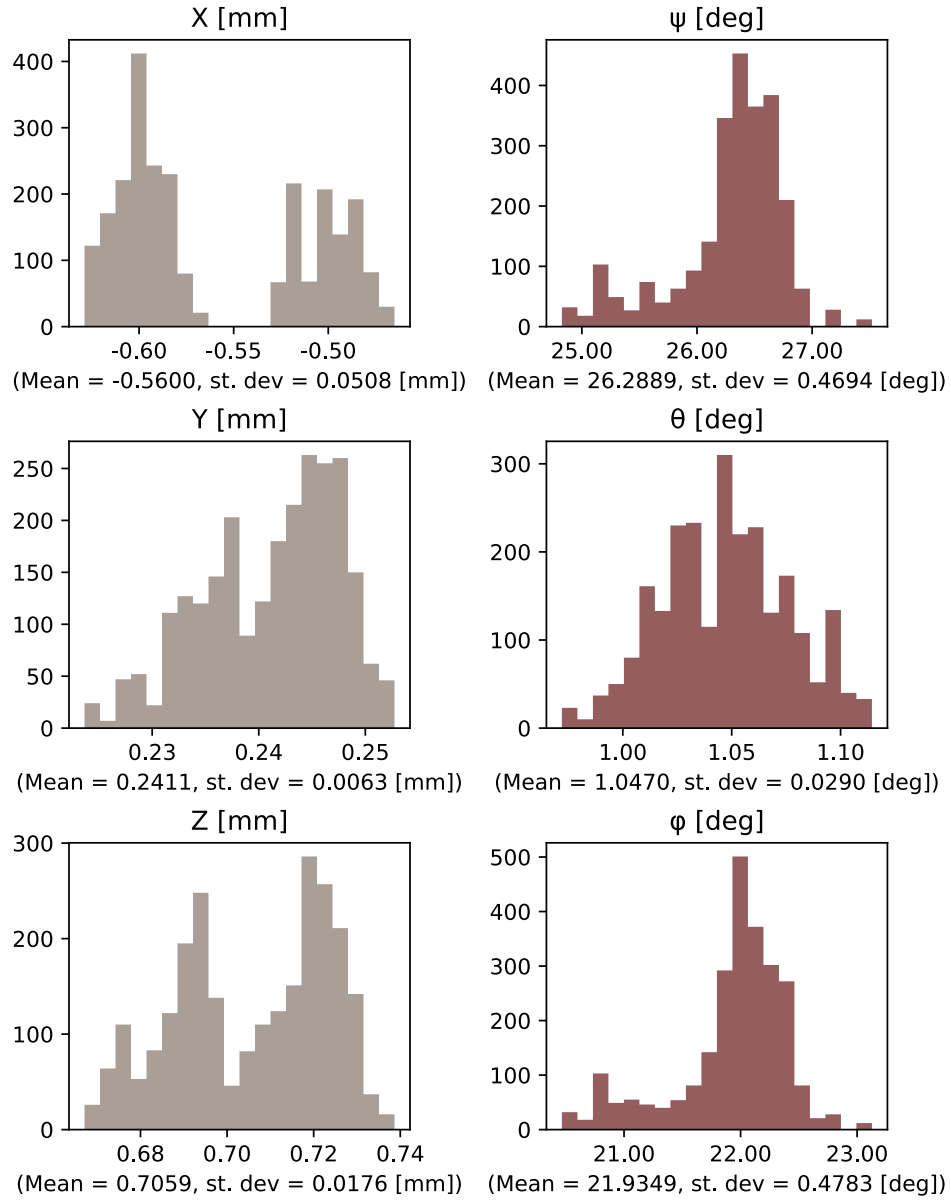 X [mm]
400
300
200
100
0
-0.60 -0.55 -0.50
(Mean = -0.5600, st. dev = 0.0508 [mm])
ψ [deg]
400
300
200
100
0
25.00 26.00 27.00
(Mean = 26.2889, st. dev = 0.4694 [deg])
Y [mm]
250
200
150
100
50
0
0.23 0.24 0.25
(Mean = 0.2411, st. dev = 0.0063 [mm])
θ [deg]
300
200
100
0
1.00 1.05 1.10
(Mean = 1.0470, st. dev = 0.0290 [deg])
Z [mm]
300
200
100
0
0.68 0.70 0.72 0.74
(Mean = 0.7059, st. dev = 0.0176 [mm])
φ [deg]
500
400
300
200
100
0
21.00 22.00 23.00
(Mean = 21.9349, st. dev = 0.4783 [deg])